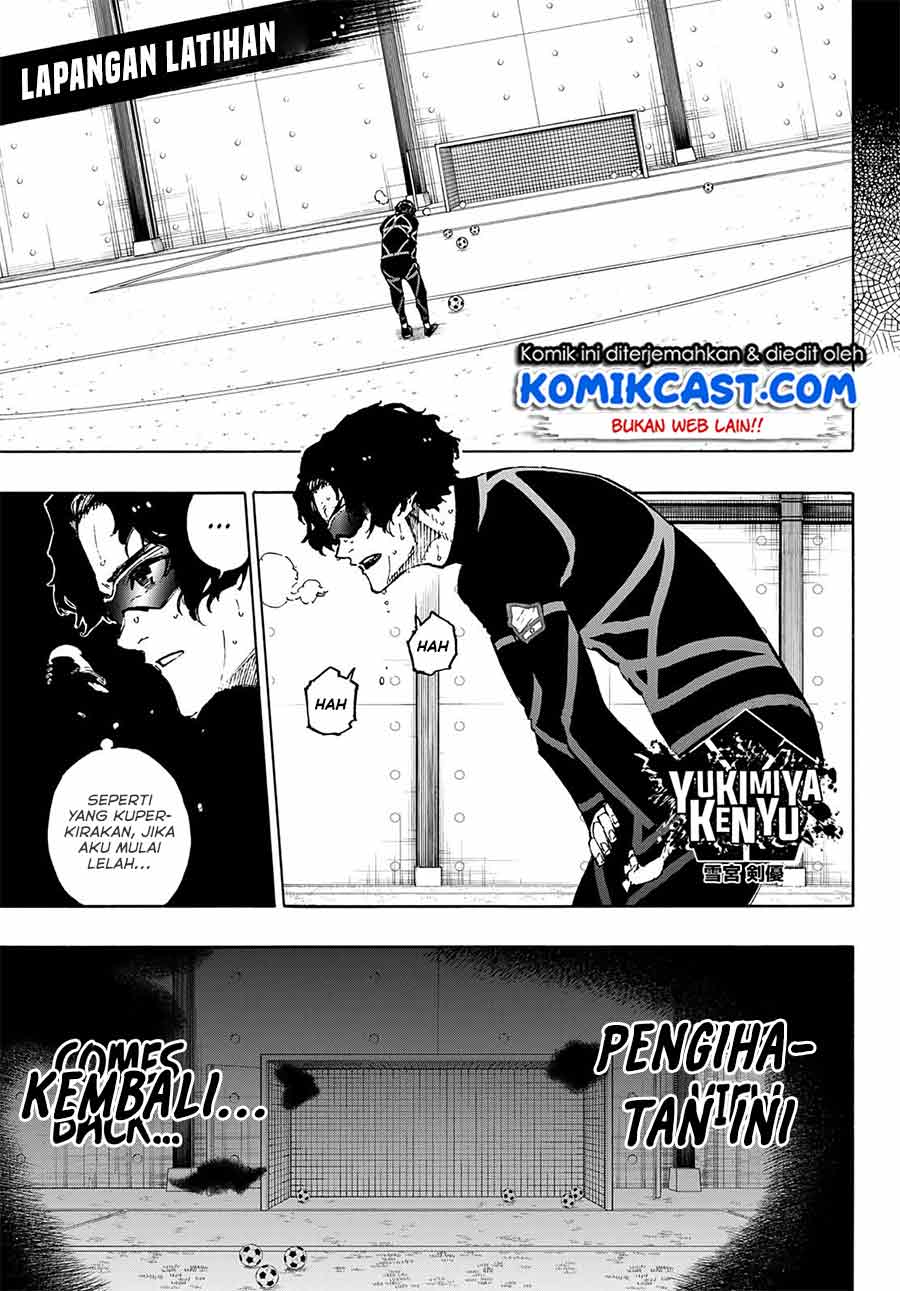 LAPANGAN LATIHAN
Komik ini diterjemahkan & diedit oleh
KOMIKCAST.COM
BUKAN WEB LAIN!!
HAH
HAH
YUKIMIYA
KENYU
雪宮 剣優
...
SEPERTI
YANG KUPER-
KIRAKAN, JIKA
AKU MULAI
LELAH...
PENGIHA-
TAN INI
COMES
KEMBALI...
BACK...